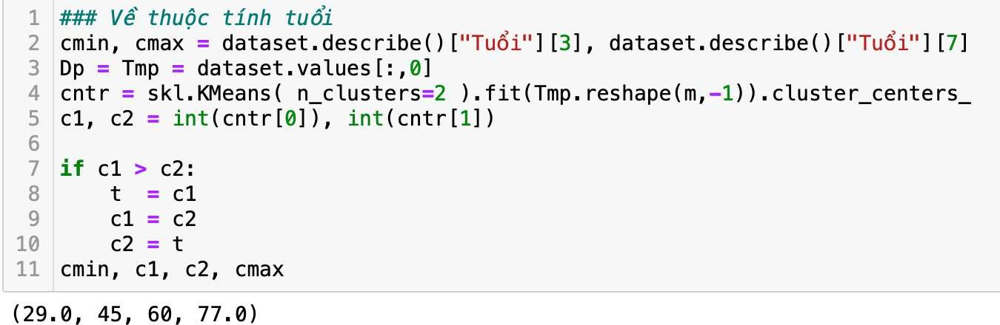 1 ### Về thuộc tính tuổi
2 cmin, cmax = dataset.describe()["Tuổi"][3], dataset.describe()["Tuổi"][7]
3 Dp = Tmp = dataset.values[:,0]
4 cntr = skl.KMeans( n_clusters=2 ).fit(Tmp.reshape(m,-1)).cluster_centers_
5 c1, c2 = int(cntr[0]), int(cntr[1])
6
7 if c1 > c2:
8     t  = c1
9     c1 = c2
10     c2 = t
11 cmin, c1, c2, cmax
(29.0, 45, 60, 77.0)